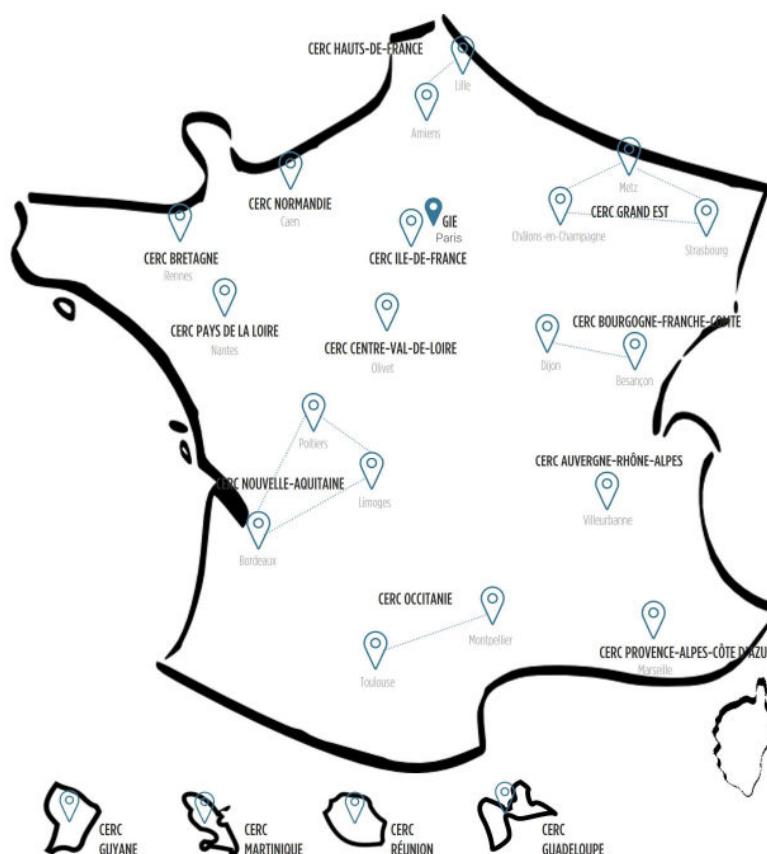 CERC HAUTS-DE-FRANCE
Lille
Amiens
Metz
CERC NORMANDIE
Caen
GIE
Paris
CERC GRAND EST
Châlons-en-Champagne
Strasbourg
CERC BRETAGNE
Rennes
CERC ILE-DE-FRANCE
CERC PAYS DE LA LOIRE
Nantes
CERC CENTRE-VAL-DE-LOIRE
Olivet
CERC BOURGOGNE-FRANCHE-COMTE
Dijon
Besançon
Poitiers
CERC NOUVELLE-AQUITAINE
Limoges
Bordeaux
CERC AUVERGNE-RHÔNE-ALPES
Villeurbanne
CERC OCCITANIE
Montpellier
Toulouse
CERC PROVENCE-ALPES-CÔTE D'AZU
Marseille
CERC
GUYANE
CERC
MARTINIQUE
CERC
RÉUNION
CERC
GUADELOUPE